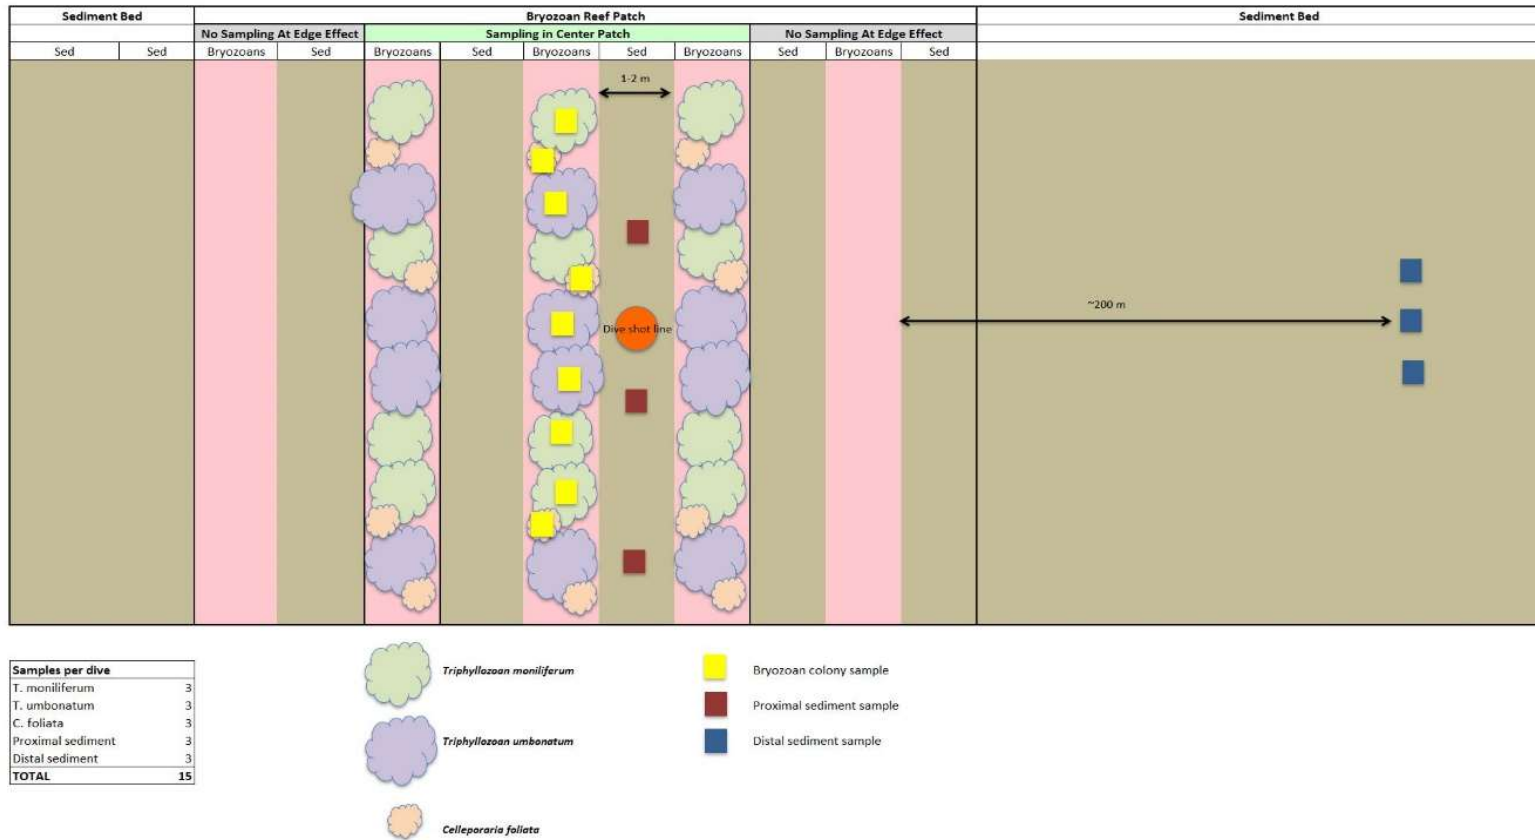 Sediment Bed
Bryozoan Reef Patch
Sediment Bed
No Sampling At Edge Effect
Sampling in Center Patch
No Sampling At Edge Effect
Sed
Sed
Bryozoans
Sed
Bryozoans
Sed
Bryozoans
Sed
Bryozoans
Sed
Bryozoans
Sed
1-2 m
~200 m
Dive shot line
Samples per dive
T. moniliferum 3
T. umbonatum 3
C. foliata 3
Proximal sediment 3
Distal sediment 3
TOTAL 15
Triphyllozoan moniliferum
Triphyllozoan umbonatum
Celleporaria foliata
Bryozoan colony sample
Proximal sediment sample
Distal sediment sample